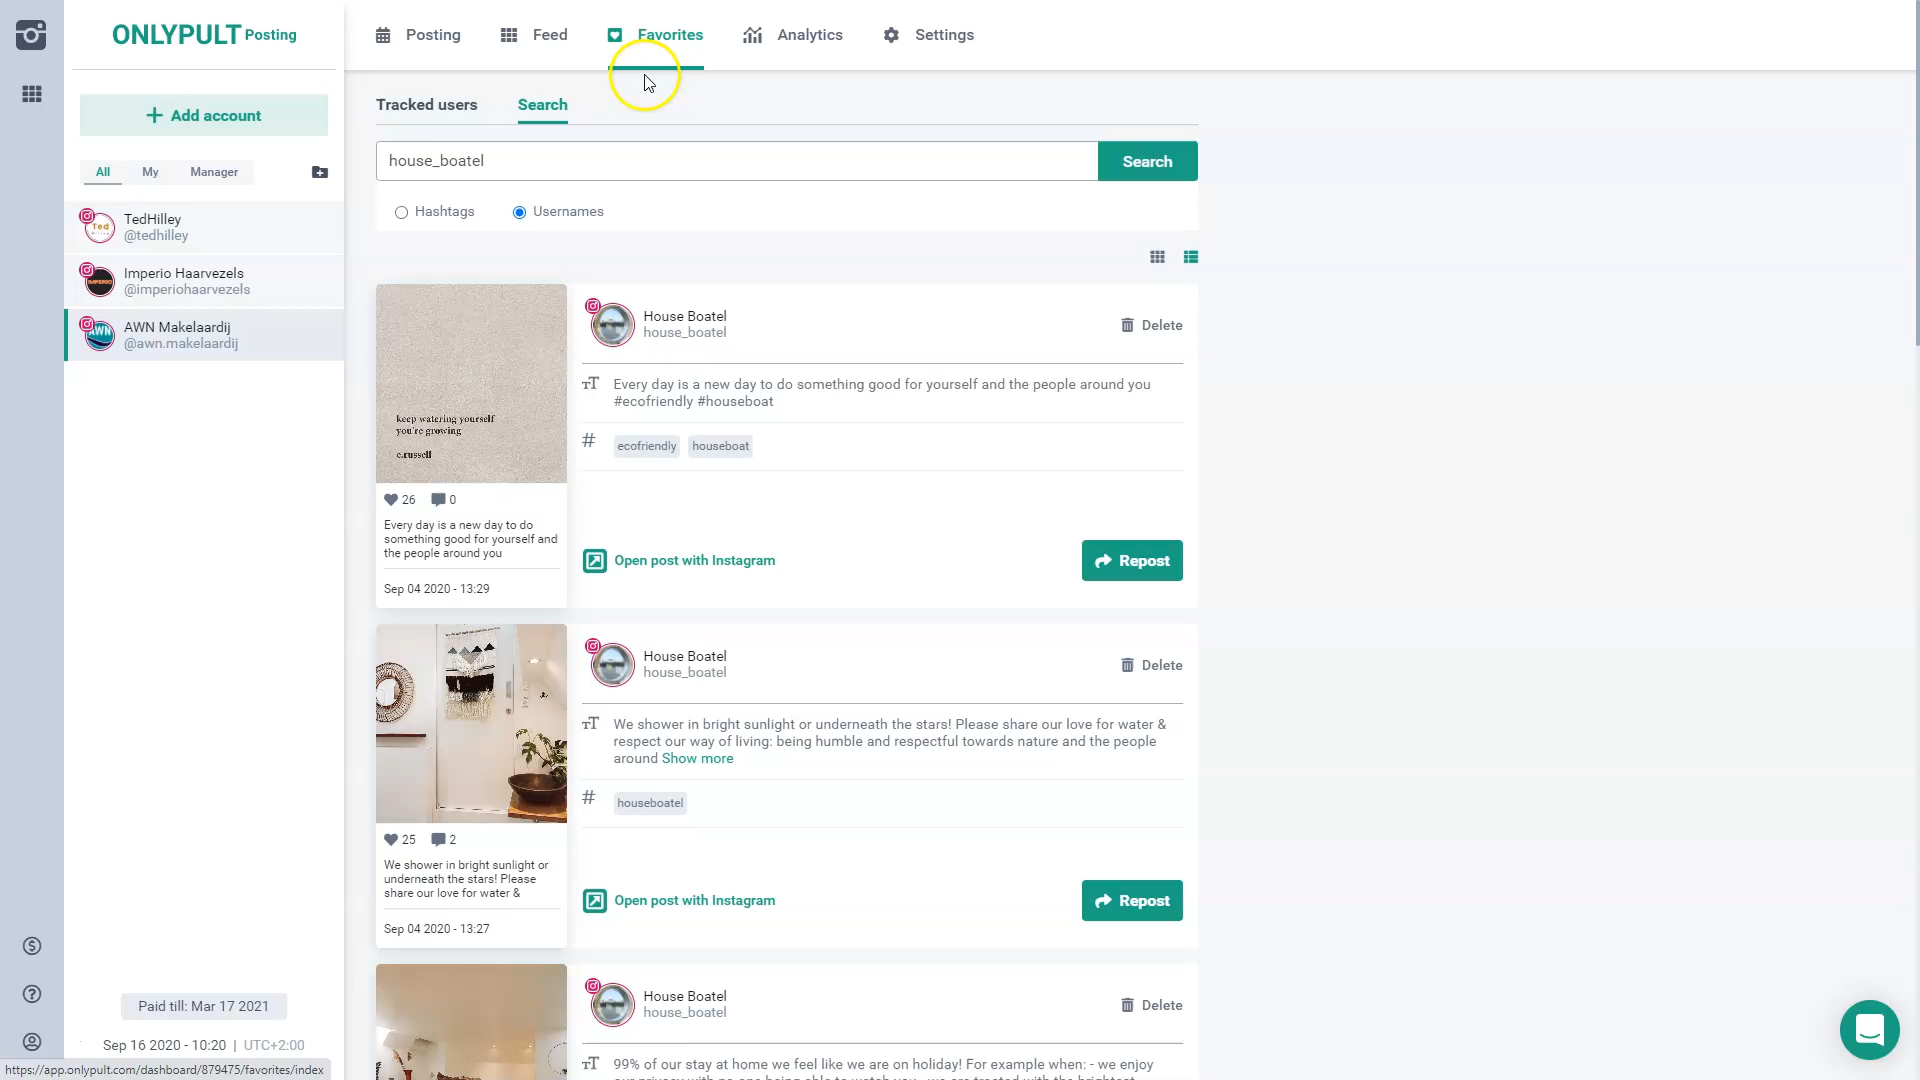 ONLYPULT Posting
Posting
Feed
Favorites
Analytics
Settings
Add account
All
My
Manager
TedHilley
@tedhilley
Imperio Haarvezels
@imperiohaarvezels
AWN Makelaardij
@awn.makelaardij
Tracked users
Search
house_boatel
Search
Hashtags
Usernames
keep watering yourself
you're growing
c.russell
26
0
Every day is a new day to do
something good for yourself and
the people around you
Sep 04 2020 - 13:29
House Boatel
house_boatel
Delete
Every day is a new day to do something good for yourself and the people around you
#ecofriendly #houseboat
#
ecofriendly
houseboat
Open post with Instagram
Repost
25
2
We shower in bright sunlight or
underneath the stars! Please
share our love for water &
Sep 04 2020 - 13:27
House Boatel
house_boatel
Delete
We shower in bright sunlight or underneath the stars! Please share our love for water &
respect our way of living: being humble and respectful towards nature and the people
around Show more
#
houseboatel
Open post with Instagram
Repost
House Boatel
house_boatel
Delete
99% of our stay at home we feel like we are on holiday! For example when: - we enjoy
Paid till: Mar 17 2021
Sep 16 2020 - 10:20 | UTC+2:00
https://app.onlypult.com/dashboard/879475/favorites/index